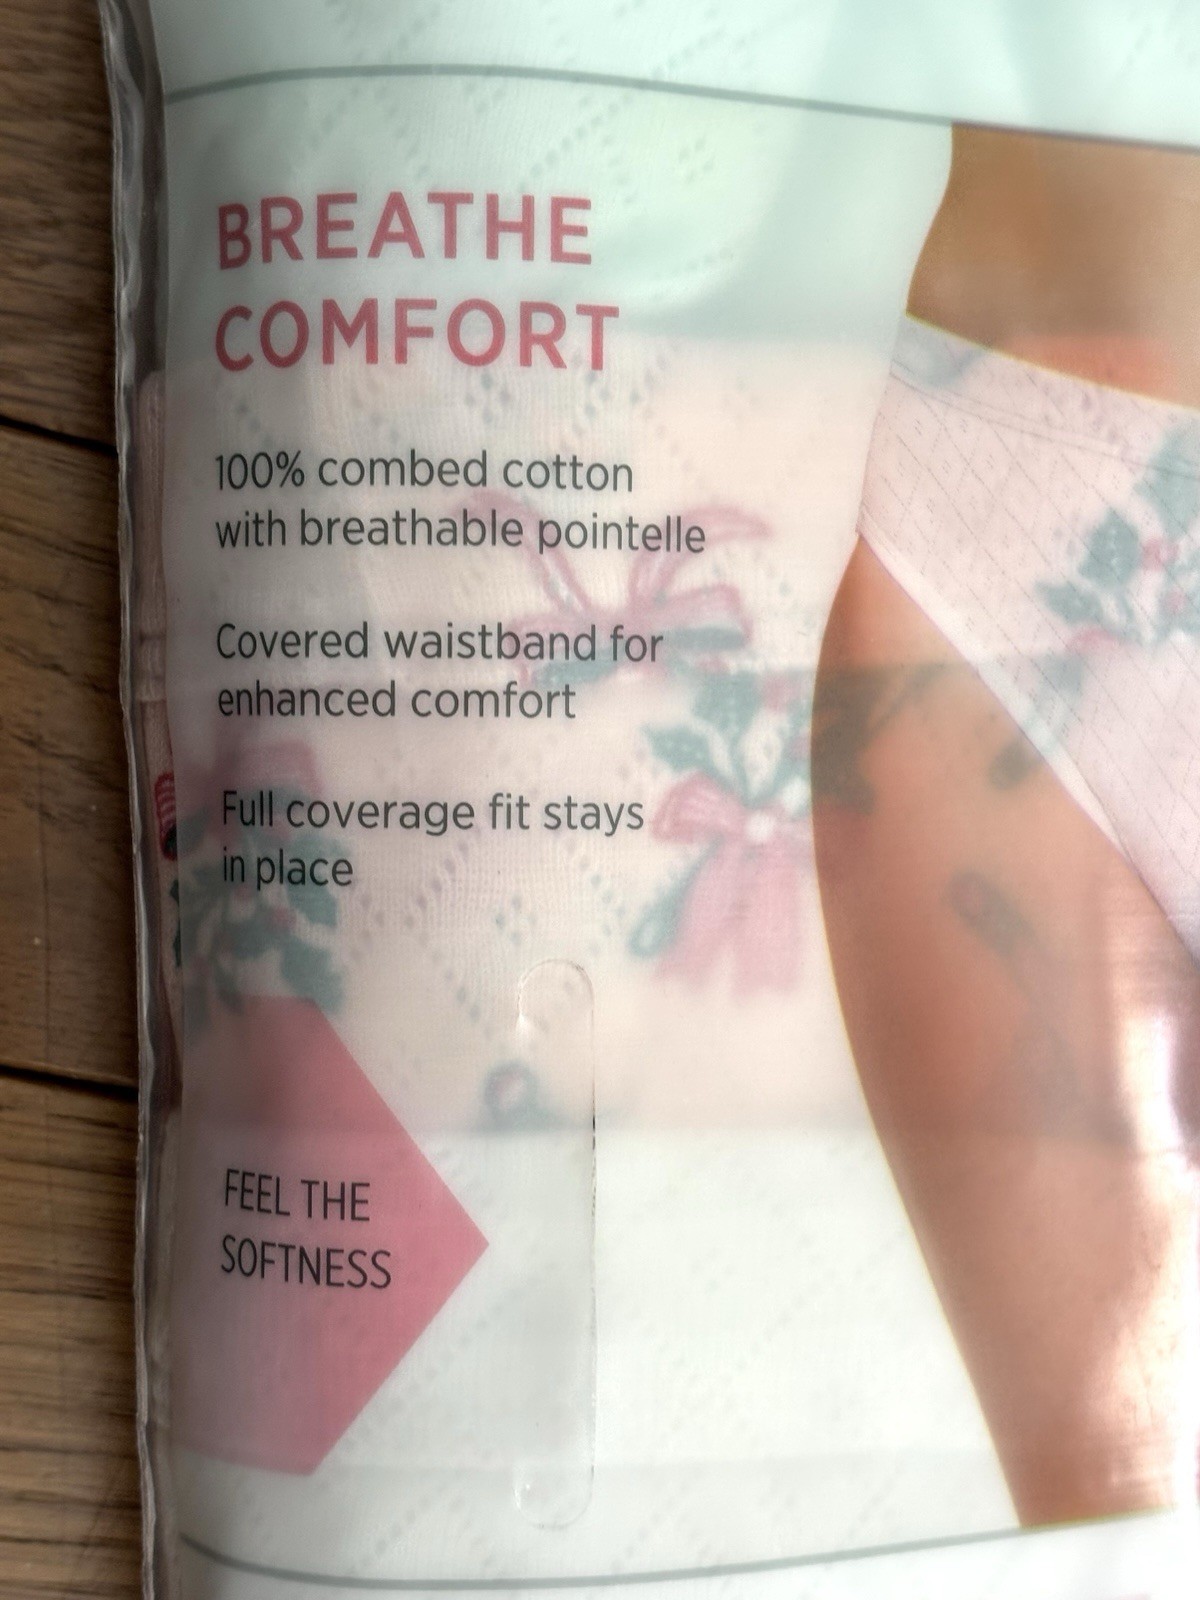 BREATHE
COMFORT
100% combed cotton
with breathable pointelle
Covered waistband for
enhanced comfort
Full coverage fit stays
in place
FEEL THE
SOFTNESS